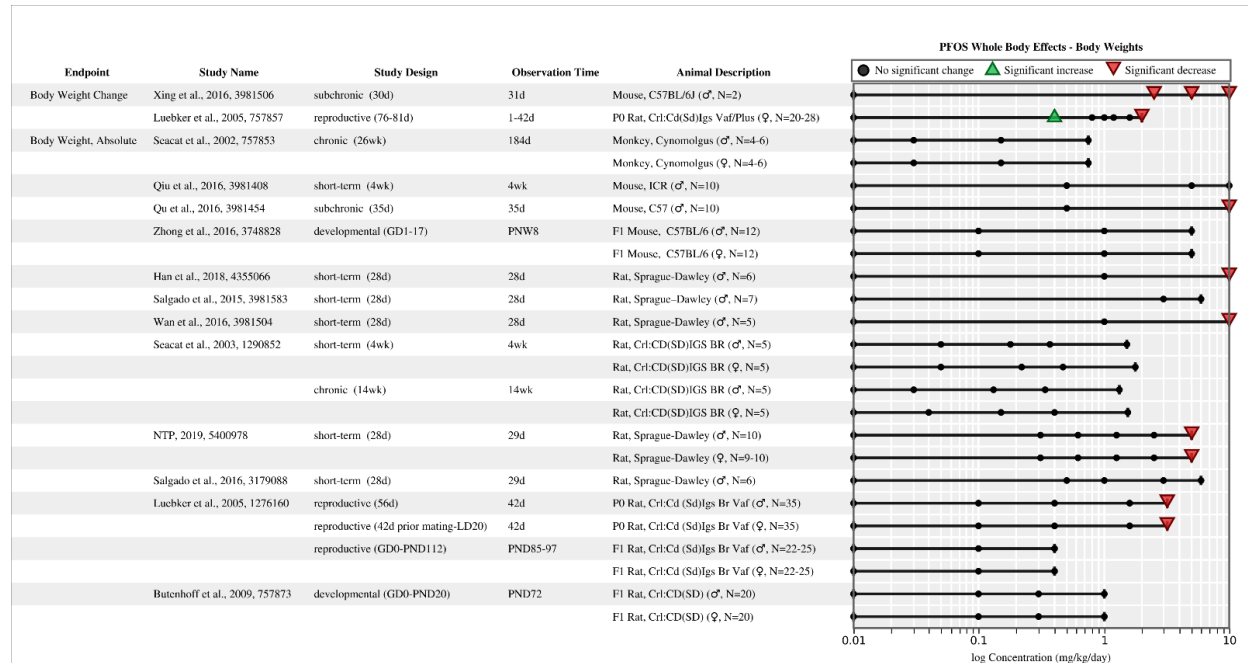 PFOS Whole Body Effects - Body Weights
Endpoint Study Name Study Design Observation Time Animal Description No significant change Significant increase Significant decrease
Body Weight Change Xing et al., 2016, 3981506 subchronic (30d) 31d Mouse, C57BL/6J (♂, N=2)
Luebker et al., 2005, 757857 reproductive (76-81d) 1-42d P0 Rat, Crl:Cd(Sd)Igs Vaf/Plus (♀, N=20-28)
Body Weight, Absolute Seacat et al., 2002, 757853 chronic (26wk) 184d Monkey, Cynomolgus (♂, N=4-6)
Monkey, Cynomolgus (♀, N=4-6)
Qiu et al., 2016, 3981408 short-term (4wk) 4wk Mouse, ICR (♂, N=10)
Qu et al., 2016, 3981454 subchronic (35d) 35d Mouse, C57 (♂, N=10)
Zhong et al., 2016, 3748828 developmental (GD1-17) PNW8 F1 Mouse, C57BL/6 (♂, N=12)
F1 Mouse, C57BL/6 (♀, N=12)
Han et al., 2018, 4355066 short-term (28d) 28d Rat, Sprague-Dawley (♂, N=6)
Salgado et al., 2015, 3981583 short-term (28d) 28d Rat, Sprague–Dawley (♂, N=7)
Wan et al., 2016, 3981504 short-term (28d) 28d Rat, Sprague-Dawley (♂, N=5)
Seacat et al., 2003, 1290852 short-term (4wk) 4wk Rat, Crl:CD(SD)IGS BR (♂, N=5)
Rat, Crl:CD(SD)IGS BR (♀, N=5)
chronic (14wk) 14wk Rat, Crl:CD(SD)IGS BR (♂, N=5)
Rat, Crl:CD(SD)IGS BR (♀, N=5)
NTP, 2019, 5400978 short-term (28d) 29d Rat, Sprague-Dawley (♂, N=10)
Rat, Sprague-Dawley (♀, N=9-10)
Salgado et al., 2016, 3179088 short-term (28d) 29d Rat, Sprague-Dawley (♂, N=6)
Luebker et al., 2005, 1276160 reproductive (56d) 42d P0 Rat, Crl:Cd (Sd)Igs Br Vaf (♂, N=35)
reproductive (42d prior mating-LD20) 42d P0 Rat, Crl:Cd (Sd)Igs Br Vaf (♀, N=35)
reproductive (GD0-PND112) PND85-97 F1 Rat, Crl:Cd (Sd)Igs Br Vaf (♂, N=22-25)
F1 Rat, Crl:Cd (Sd)Igs Br Vaf (♀, N=22-25)
Butenhoff et al., 2009, 757873 developmental (GD0-PND20) PND72 F1 Rat, Crl:CD(SD) (♂, N=20)
F1 Rat, Crl:CD(SD) (♀, N=20)
0.01 0.1 1 10
log Concentration (mg/kg/day)